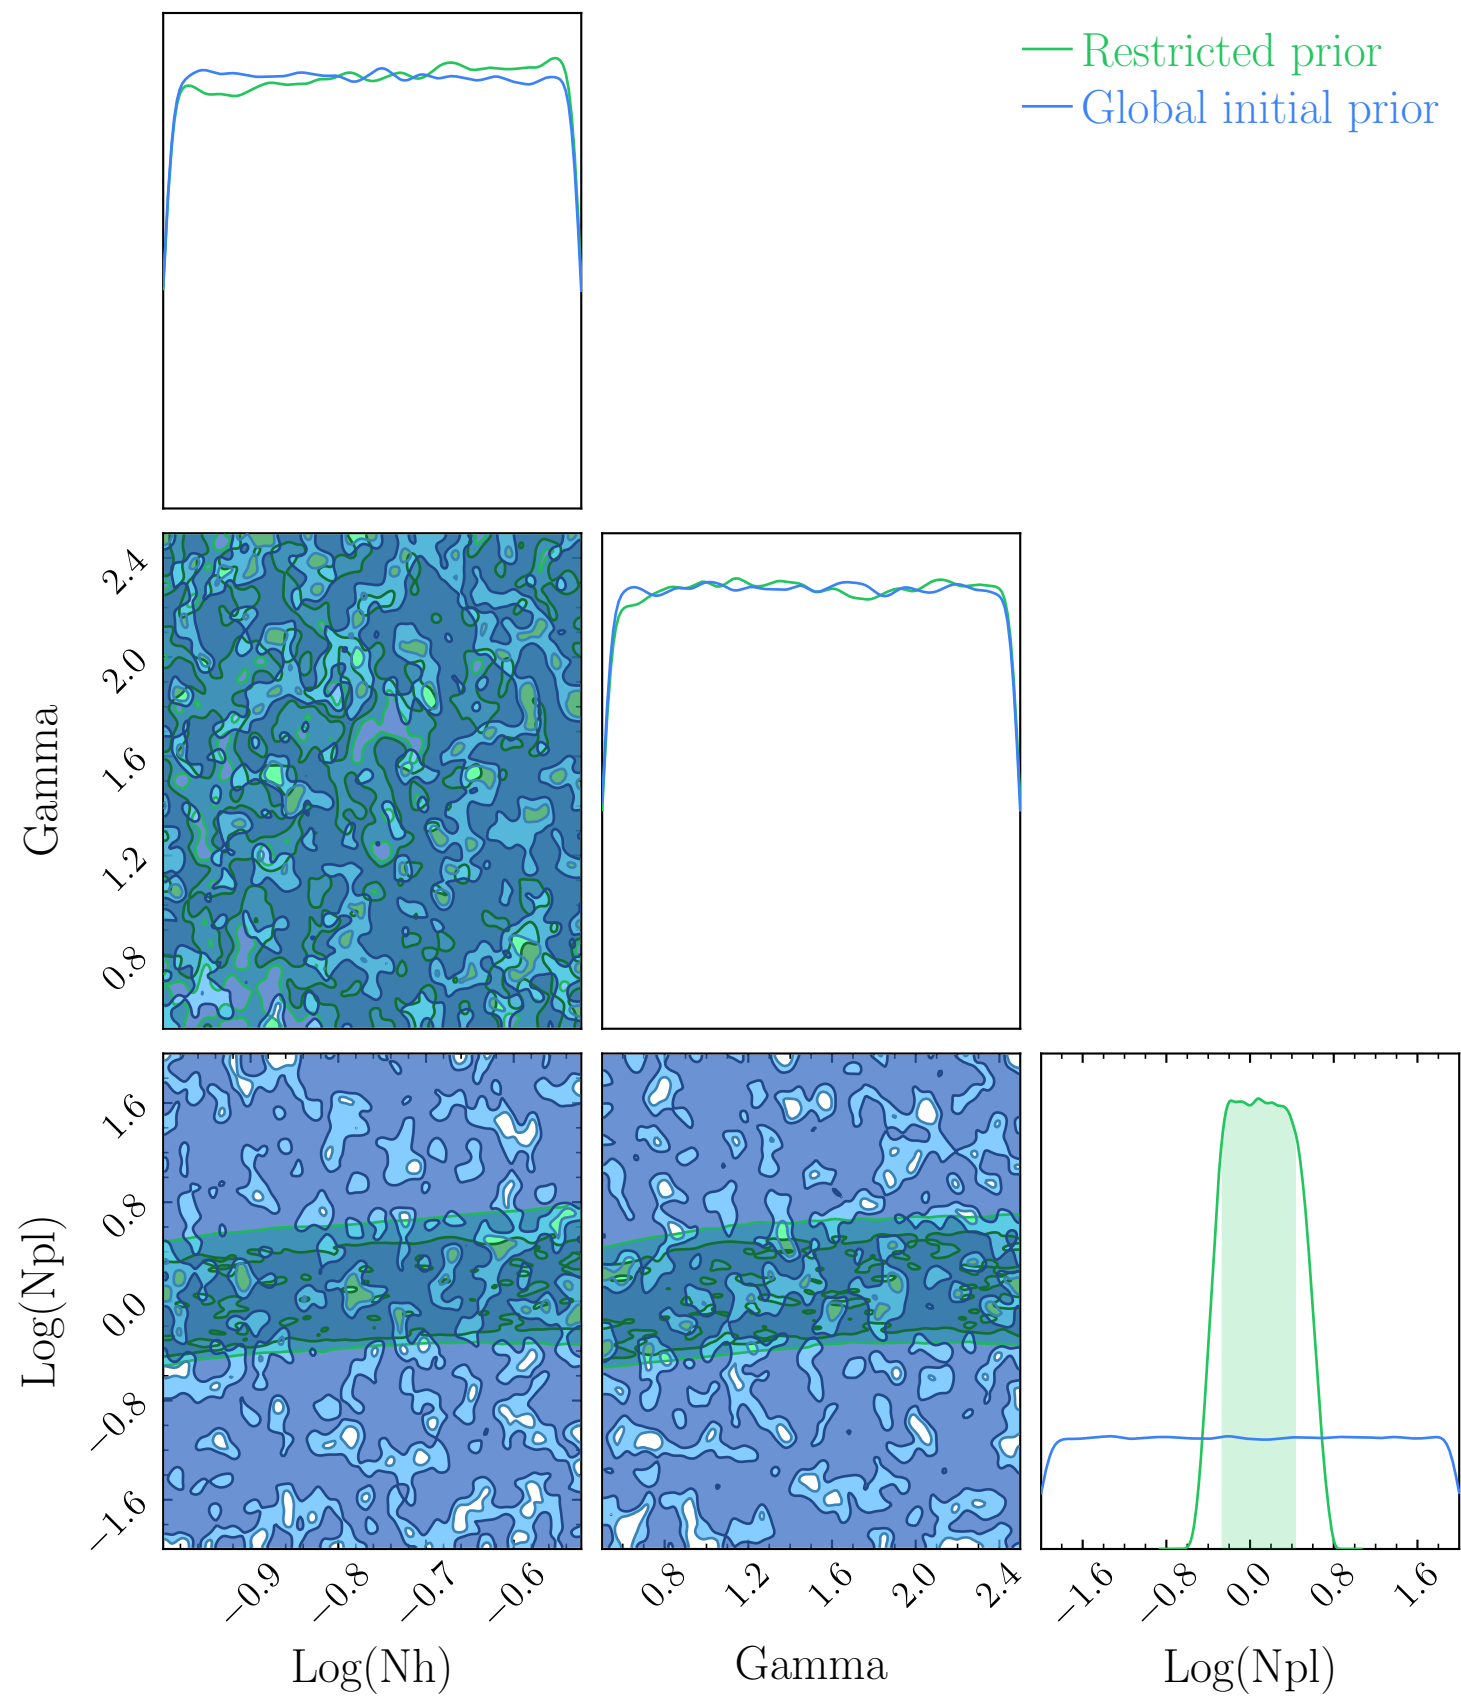 Restricted prior
Global initial prior
2.4
2.0
1.6
1.2
0.8
Gamma
1.6
0.8
0.0
−0.8
−1.6
Log(Npl)
−0.9 −0.8 −0.7 −0.6
0.8 1.2 1.6 2.0 2.4
−1.6 −0.8 0.0 0.8 1.6
Log(Nh) Gamma Log(Npl)